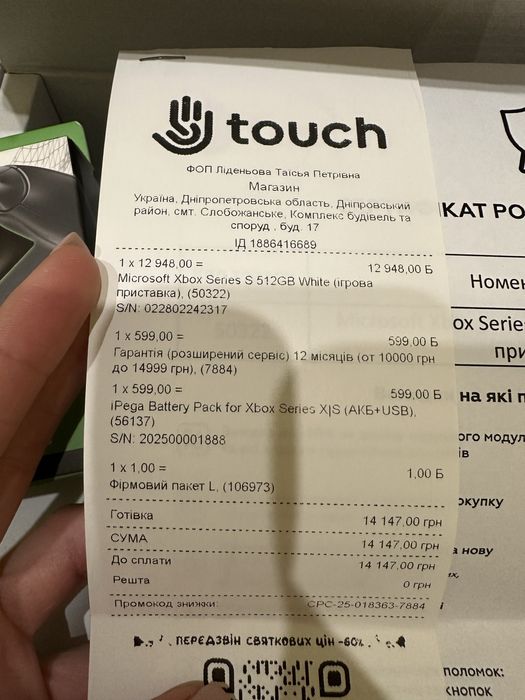 touch
ФОП Ліденьова Таїсья Петрівна
Магазин
Україна, Дніпропетровська область, Дніпровський
район, смт. Слобожанське, Комплекс будівель та
споруд , буд. 17
ІД 1886416689
1 x 12 948,00 = 12 948,00 Б
Microsoft Xbox Series S 512GB White (ігрова
приставка), (50322)
S/N: 022802242317
1 x 599,00 = 599,00 Б
Гарантія (розширений сервіс) 12 місяців (от 10000 грн
до 14999 грн), (7884)
1 x 599,00 = 599,00 Б
iPega Battery Pack for Xbox Series X|S (АКБ+USB),
(56137)
S/N: 202500001888
1 x 1,00 = 1,00 Б
Фірмовий пакет L, (106973)
Готівка 14 147,00 грн
СУМА 14 147,00 грн
До сплати 14 147,00 грн
Решта 0 грн
Промокод знижки: CPC-25-018363-7884
ПЕРЕДЗВІН СВЯТКОВИХ ЦІН -60%
КАТ РО
Номен
ox Serie
при
на які п
ого модул
ів
окупку
а нову
их,
поломок:
кнопок